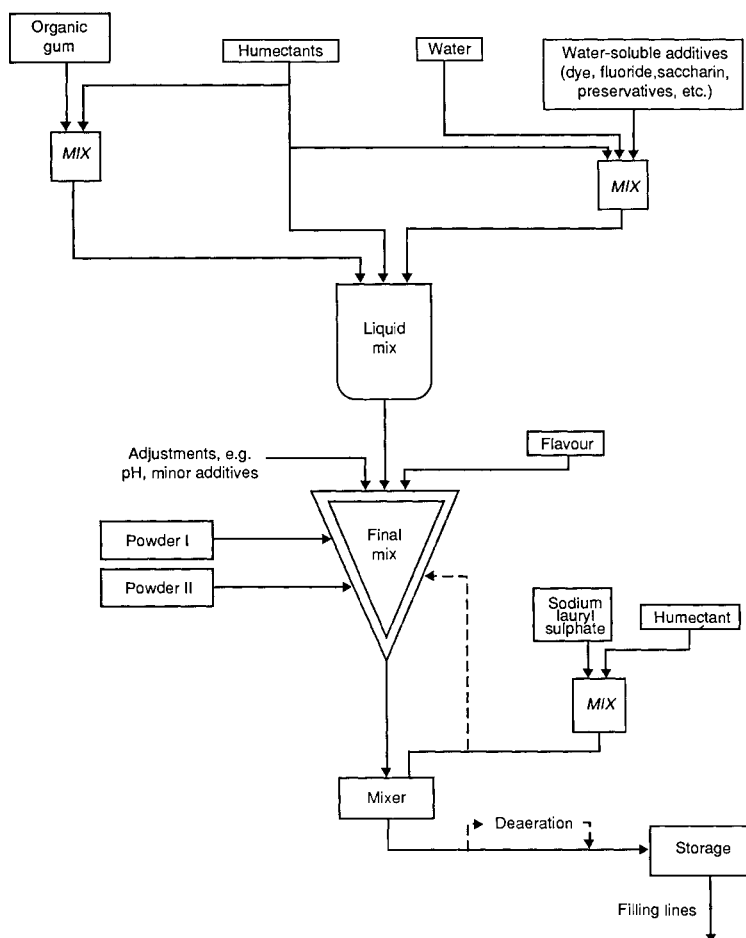 Organic
gum
Humectants
Water
Water-soluble additives
(dye, fluoride,saccharin,
preservatives, etc.)
MIX
MIX
Liquid
mix
Adjustments, e.g.
pH, minor additives
Flavour
Final
mix
Powder I
Powder II
Sodium
lauryl
sulphate
Humectant
MIX
Mixer
Deaeration
Storage
Filling lines